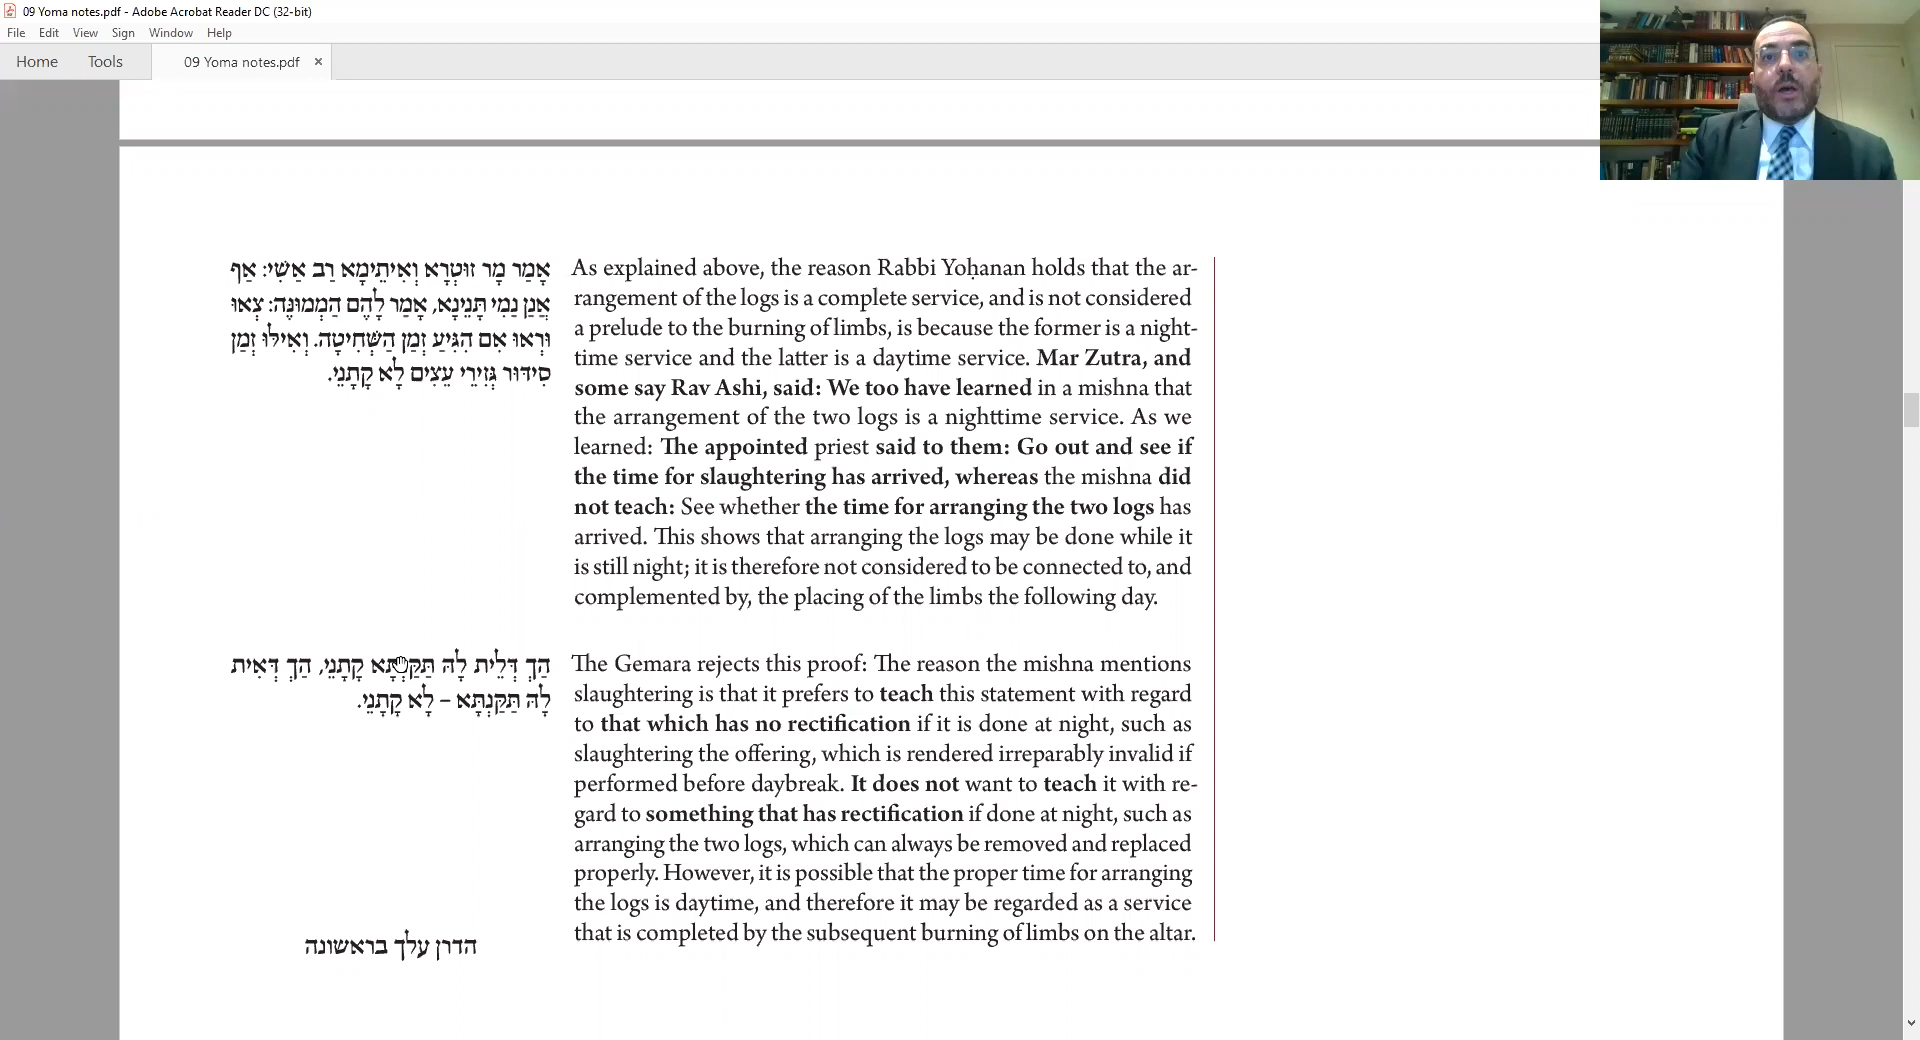 09 Yoma notes.pdf - Adobe Acrobat Reader DC (32-bit)
File Edit View Sign Window Help
Home Tools 09 Yoma notes.pdf ×
אָמַר מָר זוּטְרָא וְאִיתֵּימָא רַב אַשִׁי: אַף
אֲנַן נַמִי תָּנֵינָא, אָמַר לָהֶם הַמְמוּנֶּה: צְאוּ
וּרְאוּ אִם הִגִּיעַ זְמַן הַשְּׁחִיטָה. וְאִילּוּ זְמַן
סִידּוּר גְּזִירֵי עֵצִים לָא קָתָנֵי.
As explained above, the reason Rabbi Yoḥanan holds that the ar-
rangement of the logs is a complete service, and is not considered
a prelude to the burning of limbs, is because the former is a night-
time service and the latter is a daytime service. Mar Zutra, and
some say Rav Ashi, said: We too have learned in a mishna that
the arrangement of the two logs is a nighttime service. As we
learned: The appointed priest said to them: Go out and see if
the time for slaughtering has arrived, whereas the mishna did
not teach: See whether the time for arranging the two logs has
arrived. This shows that arranging the logs may be done while it
is still night; it is therefore not considered to be connected to, and
complemented by, the placing of the limbs the following day.
הַךְ דְּלֵית לָהּ תַּקַּנְתָּא קָתָנֵי, הַךְ דְּאִית
לָהּ תַּקַּנְתָּא – לָא קָתָנֵי.
The Gemara rejects this proof: The reason the mishna mentions
slaughtering is that it prefers to teach this statement with regard
to that which has no rectification if it is done at night, such as
slaughtering the offering, which is rendered irreparably invalid if
performed before daybreak. It does not want to teach it with re-
gard to something that has rectification if done at night, such as
arranging the two logs, which can always be removed and replaced
properly. However, it is possible that the proper time for arranging
the logs is daytime, and therefore it may be regarded as a service
that is completed by the subsequent burning of limbs on the altar.
הדרן עלך בראשונה